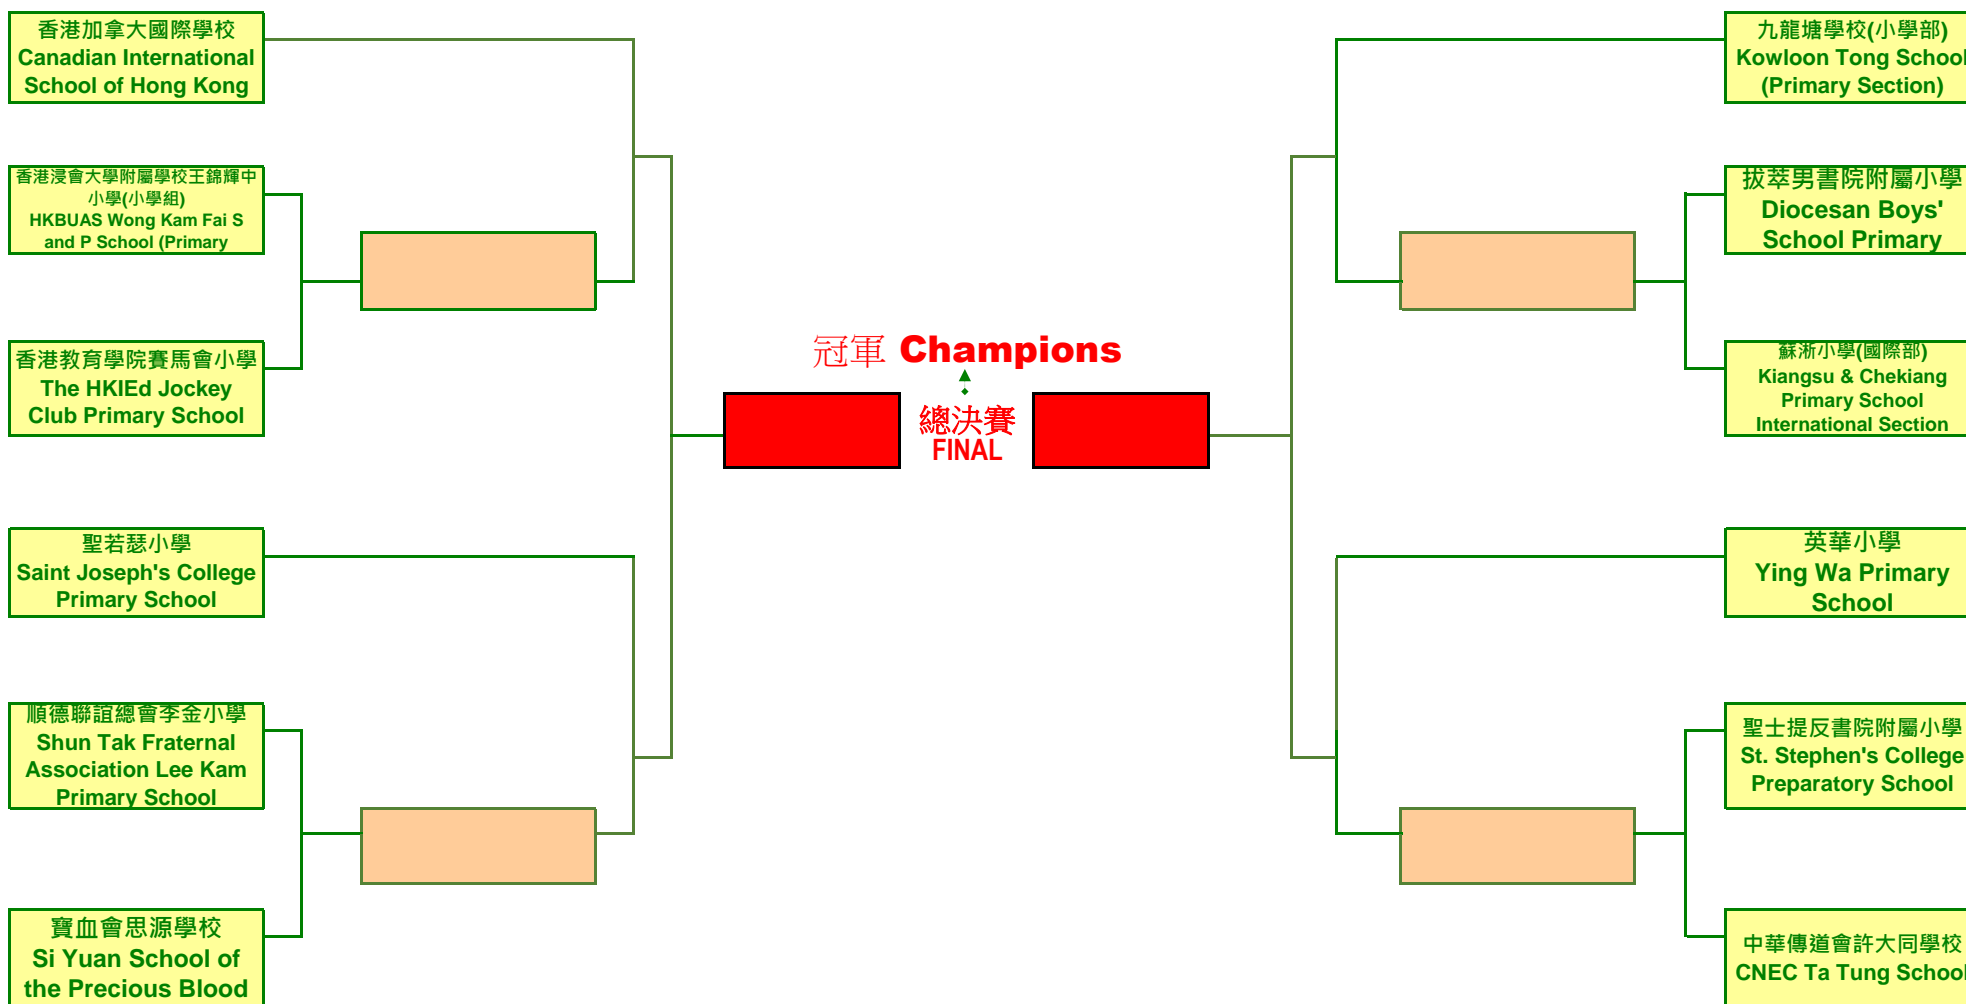 香港加拿大國際學校
Canadian International
School of Hong Kong
香港浸會大學附屬學校王錦輝中
小學(小學組)
HKBUAS Wong Kam Fai S
and P School (Primary
香港教育學院賽馬會小學
The HKIEd Jockey
Club Primary School
聖若瑟小學
Saint Joseph's College
Primary School
順德聯誼總會李金小學
Shun Tak Fraternal
Association Lee Kam
Primary School
寶血會思源學校
Si Yuan School of
the Precious Blood
冠軍 Champions
總決賽
FINAL
九龍塘學校(小學部)
Kowloon Tong School
(Primary Section)
拔萃男書院附屬小學
Diocesan Boys'
School Primary
蘇浙小學(國際部)
Kiangsu & Chekiang
Primary School
International Section
英華小學
Ying Wa Primary
School
聖士提反書院附屬小學
St. Stephen's College
Preparatory School
中華傳道會許大同學校
CNEC Ta Tung School